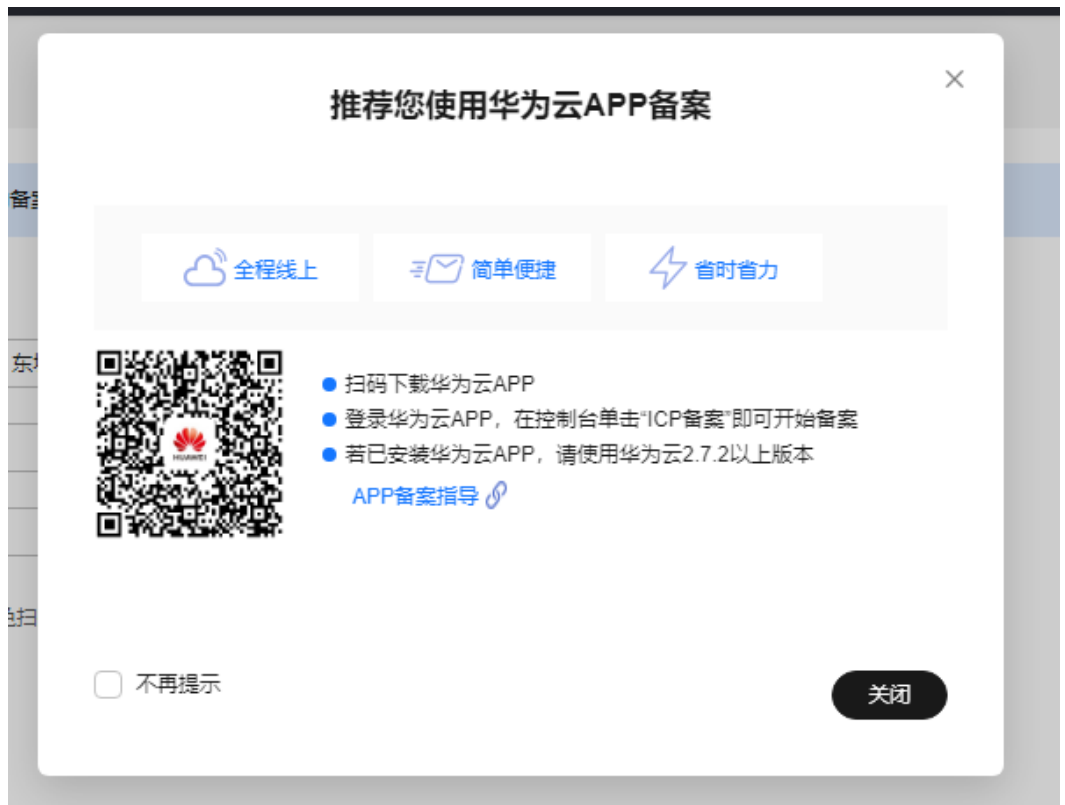 推荐您使用华为云APP备案
备案
全程线上
简单便捷
省时省力
东
HUAWEI
扫码下载华为云APP
登录华为云APP，在控制台单击“ICP备案”即可开始备案
若已安装华为云APP，请使用华为云2.7.2以上版本
APP备案指导
扫
不再提示
关闭